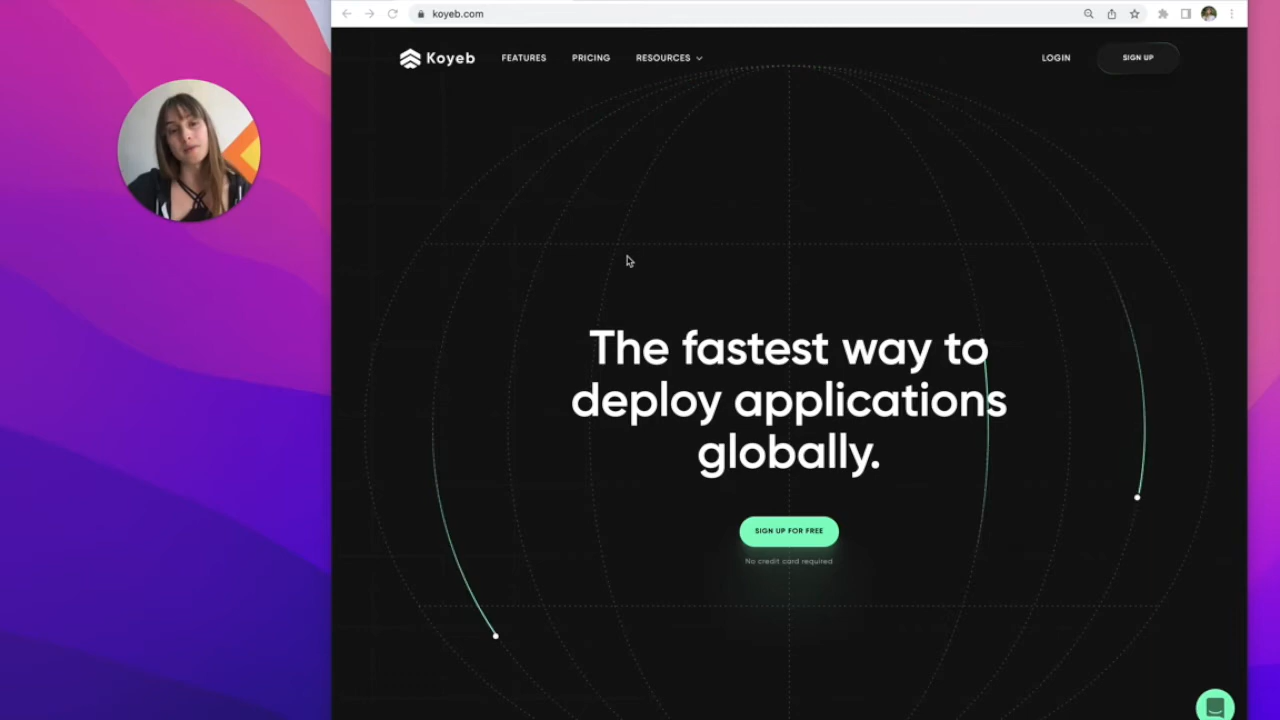 koyeb.com
Koyeb
FEATURES
PRICING
RESOURCES
LOGIN
SIGN UP
The fastest way to
deploy applications
globally.
SIGN UP FOR FREE
No credit card required